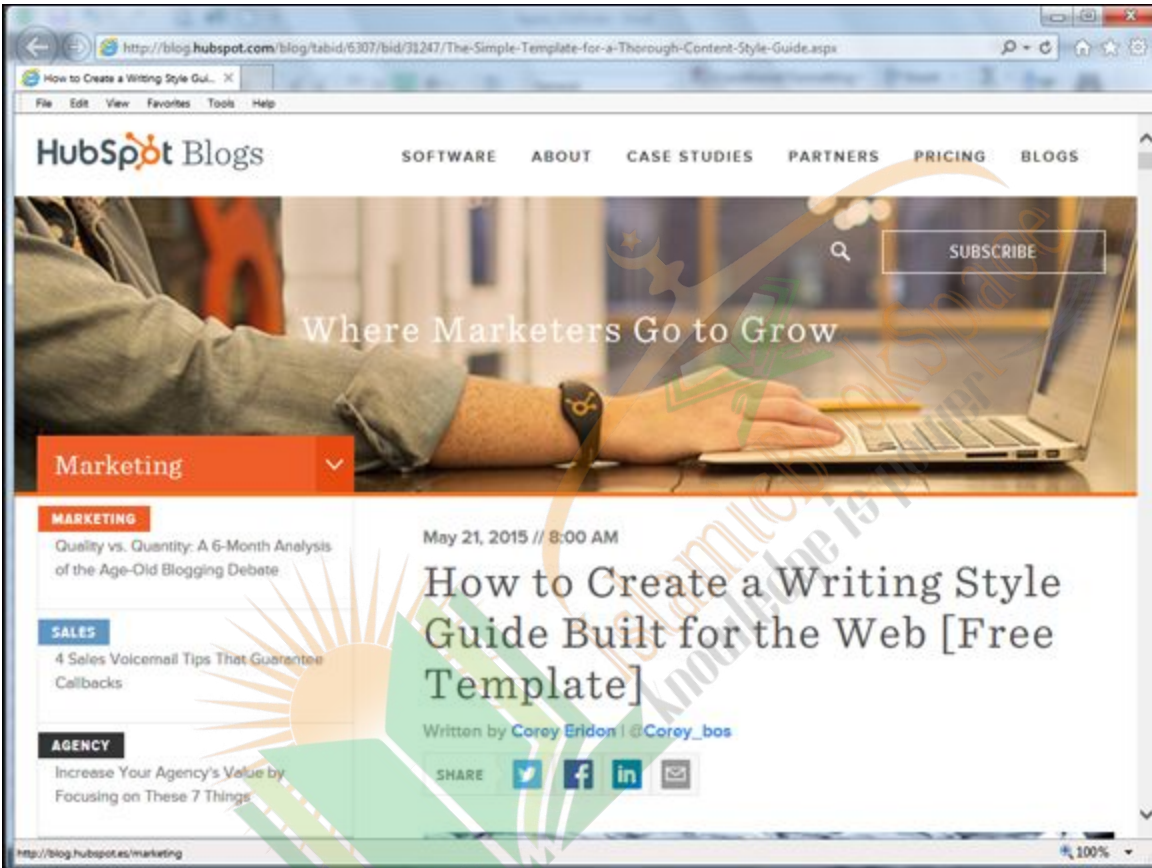 http://blog.hubspot.com/blog/tabid/6307/bid/31247/The-Simple-Template-for-a-Thorough-Content-Style-Guide.aspx
How to Create a Writing Style Gui...
File Edit View Favorites Tools Help
HubSpot Blogs
SOFTWARE ABOUT CASE STUDIES PARTNERS PRICING BLOGS
SUBSCRIBE
Where Marketers Go to Grow
Marketing
MARKETING
Quality vs. Quantity: A 6-Month Analysis
of the Age-Old Blogging Debate
SALES
4 Sales Voicemail Tips That Guarantee
Callbacks
AGENCY
Increase Your Agency's Value by
Focusing on These 7 Things
May 21, 2015 // 8:00 AM
How to Create a Writing Style
Guide Built for the Web [Free
Template]
Written by Corey Eridon | @Corey_bos
SHARE
http://blog.hubspot.es/marketing
100%
Islamicbookspace
Knowledge is power